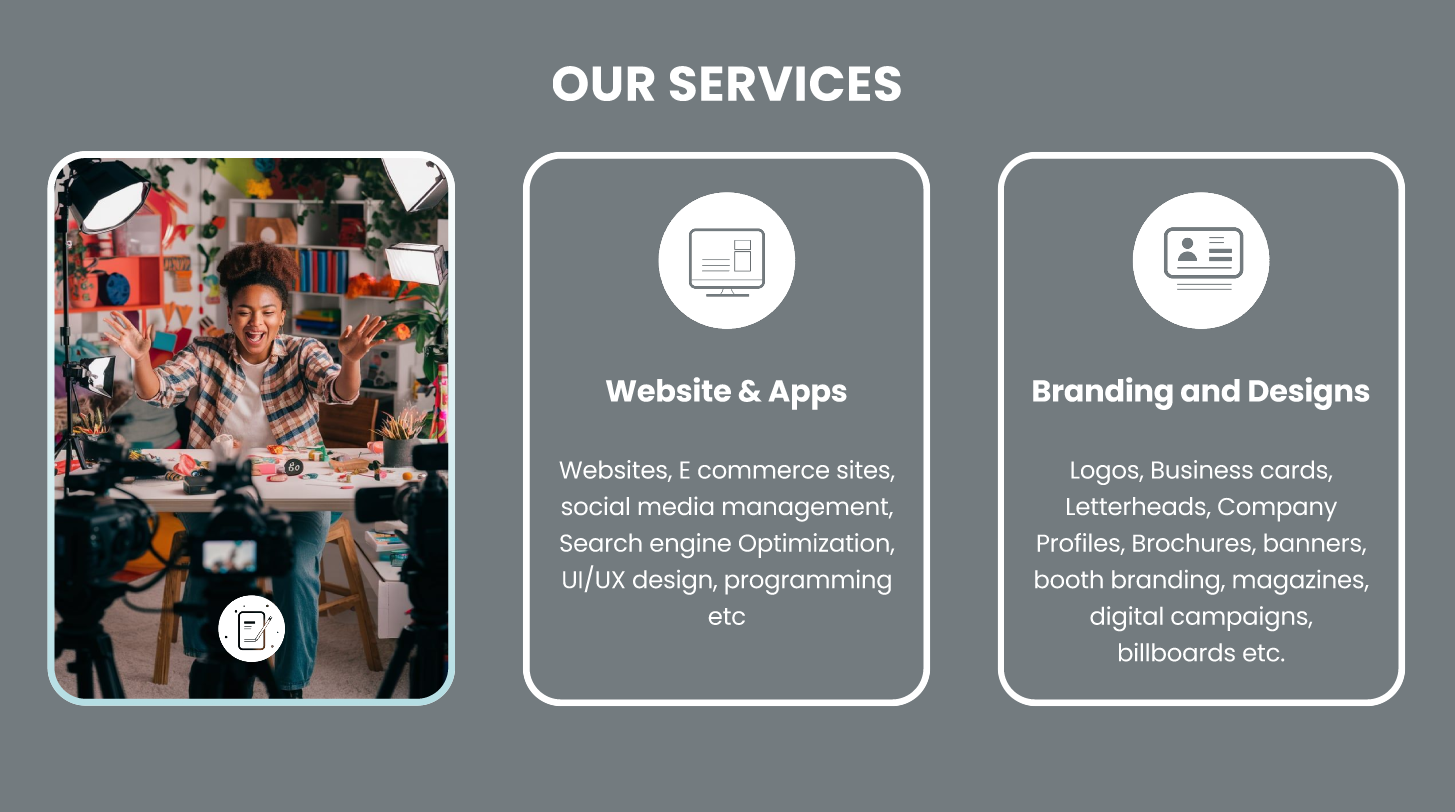 OUR SERVICES
Bo
Website & Apps
Websites, E commerce sites,
social media management,
Search engine Optimization,
UI/UX design, programming
etc
Branding and Designs
Logos, Business cards,
Letterheads, Company
Profiles, Brochures, banners,
booth branding, magazines,
digital campaigns,
billboards etc.